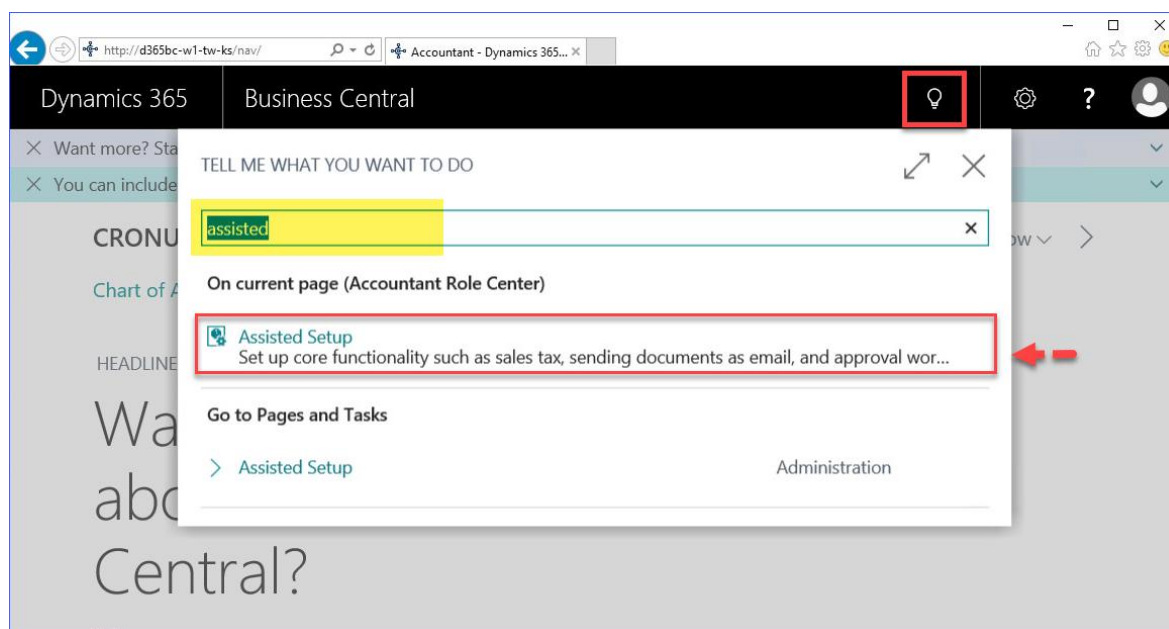 http://d365bc-w1-tw-ks/nav/
Accountant - Dynamics 365...
Dynamics 365 Business Central ?
Want more? Sta
TELL ME WHAT YOU WANT TO DO
You can include
assisted
CRONU
ow
On current page (Accountant Role Center)
Chart of A
Assisted Setup
Set up core functionality such as sales tax, sending documents as email, and approval wor...
HEADLINE
Go to Pages and Tasks
Wa
Assisted Setup Administration
abo
Central?